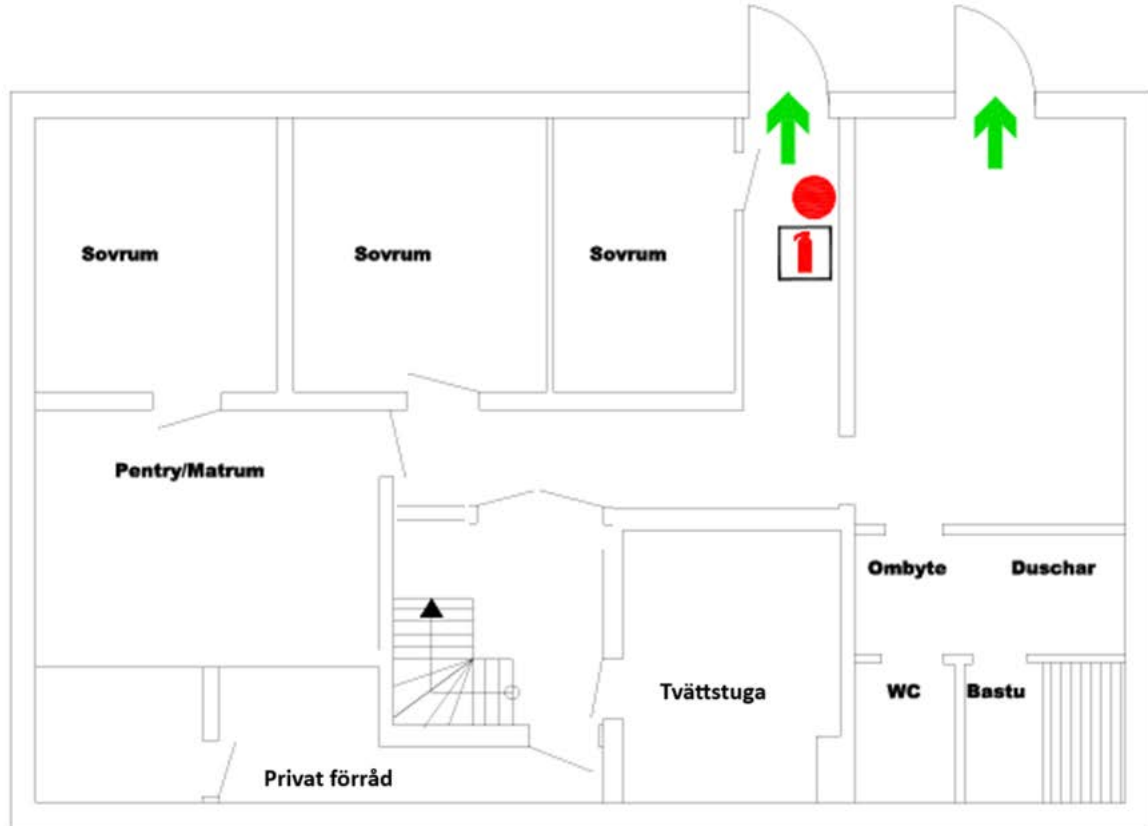 Sovrum
Sovrum
Sovrum
Pentry/Matrum
Ombyte
Duschar
Tvättstuga
WC
Bastu
Privat förråd